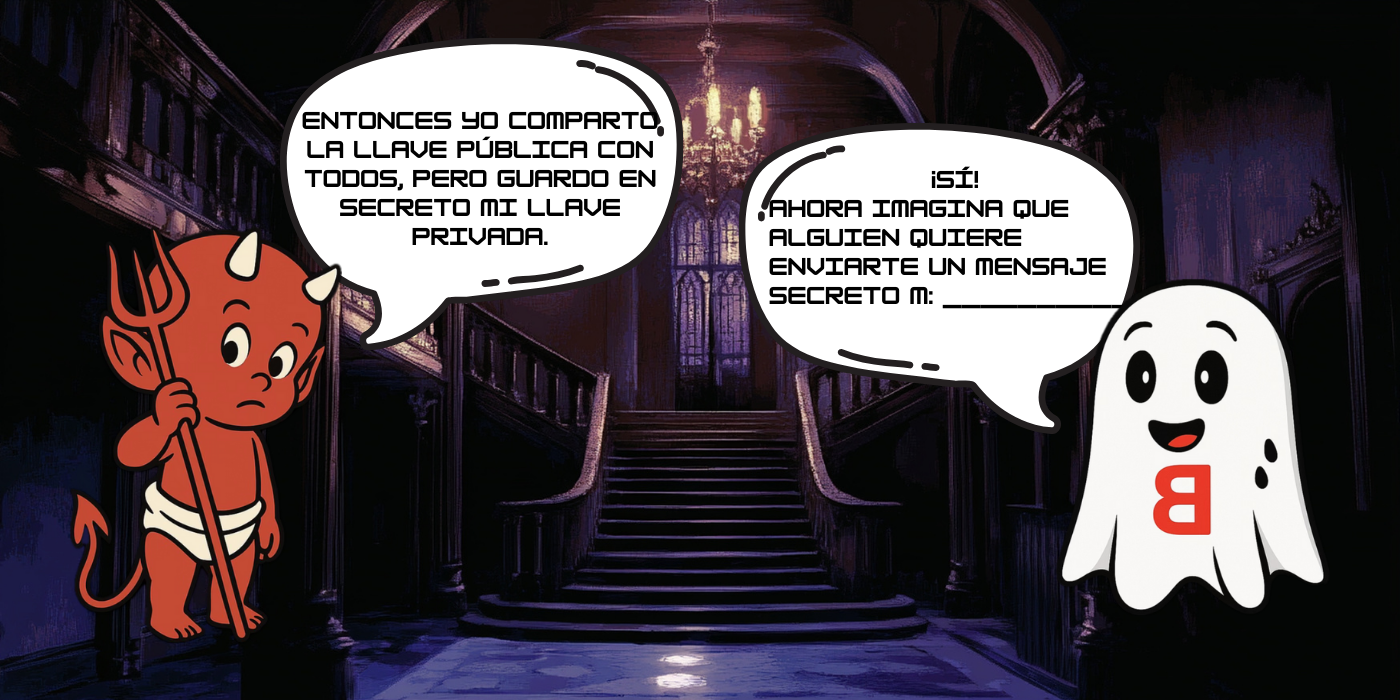 ENTONCES YO COMPARTO
LA LLAVE PÚBLICA CON
TODOS, PERO GUARDO EN
SECRETO MI LLAVE
PRIVADA.
¡SÍ!
AHORA IMAGINA QUE
ALGUIEN QUIERE
ENVIARTE UN MENSAJE
SECRETO M: ____________
B